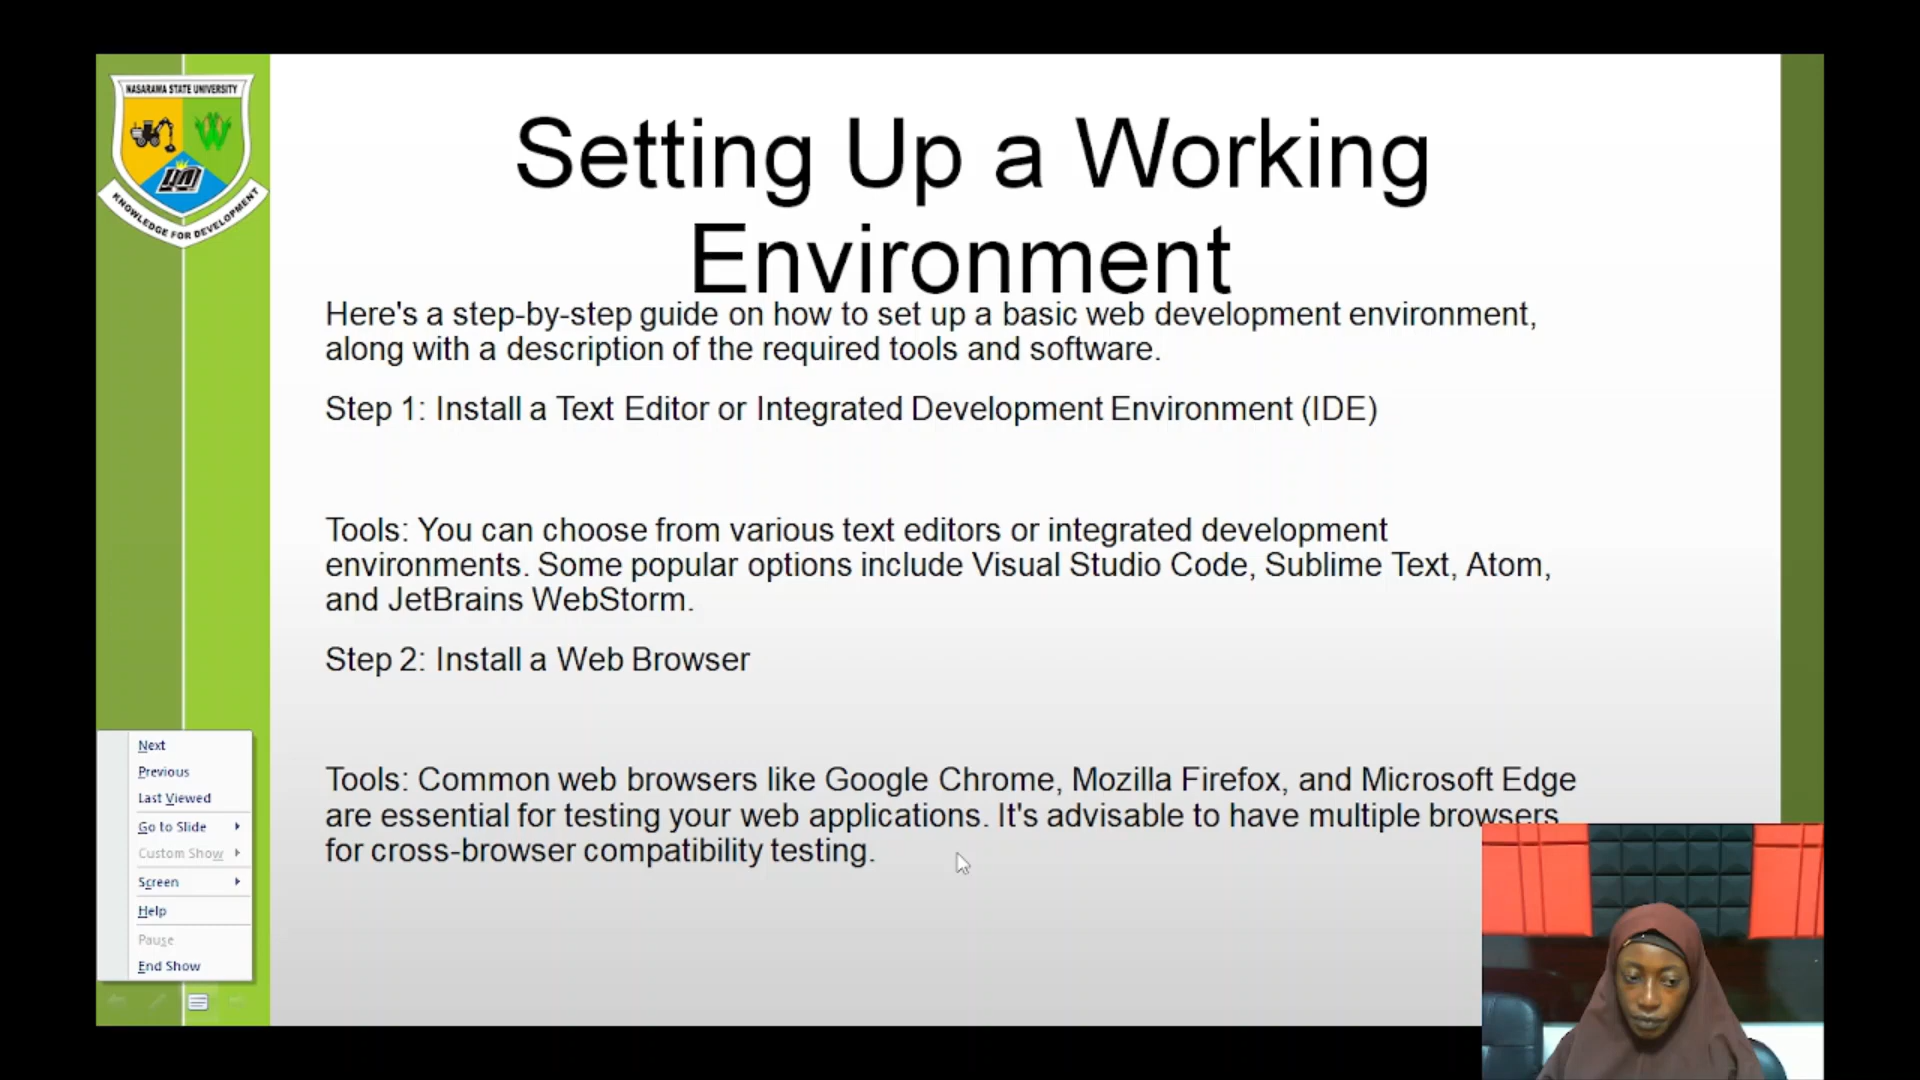 NASARAWA STATE UNIVERSITY
KNOWLEDGE FOR DEVELOPMENT
Setting Up a Working
Environment
Here's a step-by-step guide on how to set up a basic web development environment,
along with a description of the required tools and software.
Step 1: Install a Text Editor or Integrated Development Environment (IDE)
Tools: You can choose from various text editors or integrated development
environments. Some popular options include Visual Studio Code, Sublime Text, Atom,
and JetBrains WebStorm.
Step 2: Install a Web Browser
Tools: Common web browsers like Google Chrome, Mozilla Firefox, and Microsoft Edge
are essential for testing your web applications. It's advisable to have multiple browsers
for cross-browser compatibility testing.
Next
Previous
Last Viewed
Go to Slide
Custom Show
Screen
Help
Pause
End Show